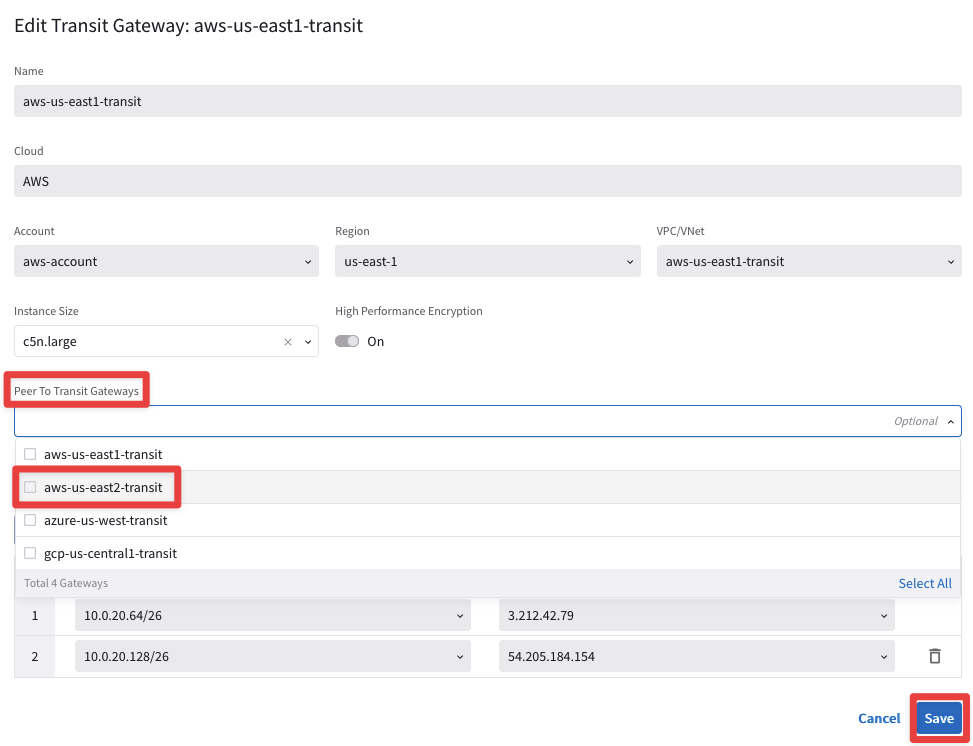 Edit Transit Gateway: aws-us-east1-transit
Name
aws-us-east1-transit
Cloud
AWS
Account Region VPC/VNet
aws-account us-east-1 aws-us-east1-transit
Instance Size High Performance Encryption
c5n.large On
Peer To Transit Gateways
Optional
aws-us-east1-transit
aws-us-east2-transit
azure-us-west-transit
gcp-us-central1-transit
Total 4 Gateways Select All
1 10.0.20.64/26 3.212.42.79
2 10.0.20.128/26 54.205.184.154
Cancel Save